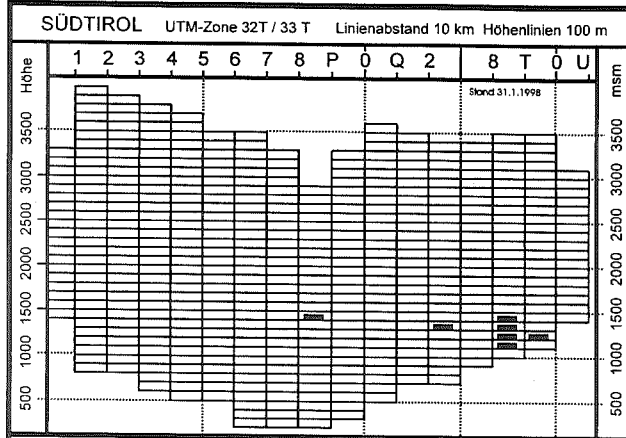 SÜDTIROL UTM-Zone 32T / 33 T Linienabstand 10 km Höhenlinien 100 m
Höhe 1 2 3 4 5 6 7 8 P 0 Q 2 8 T 0 U msm
Stand 31.1.1998
3500 3500
3000 3000
2500 2500
2000 2000
1500 1500
1000 1000
500 500